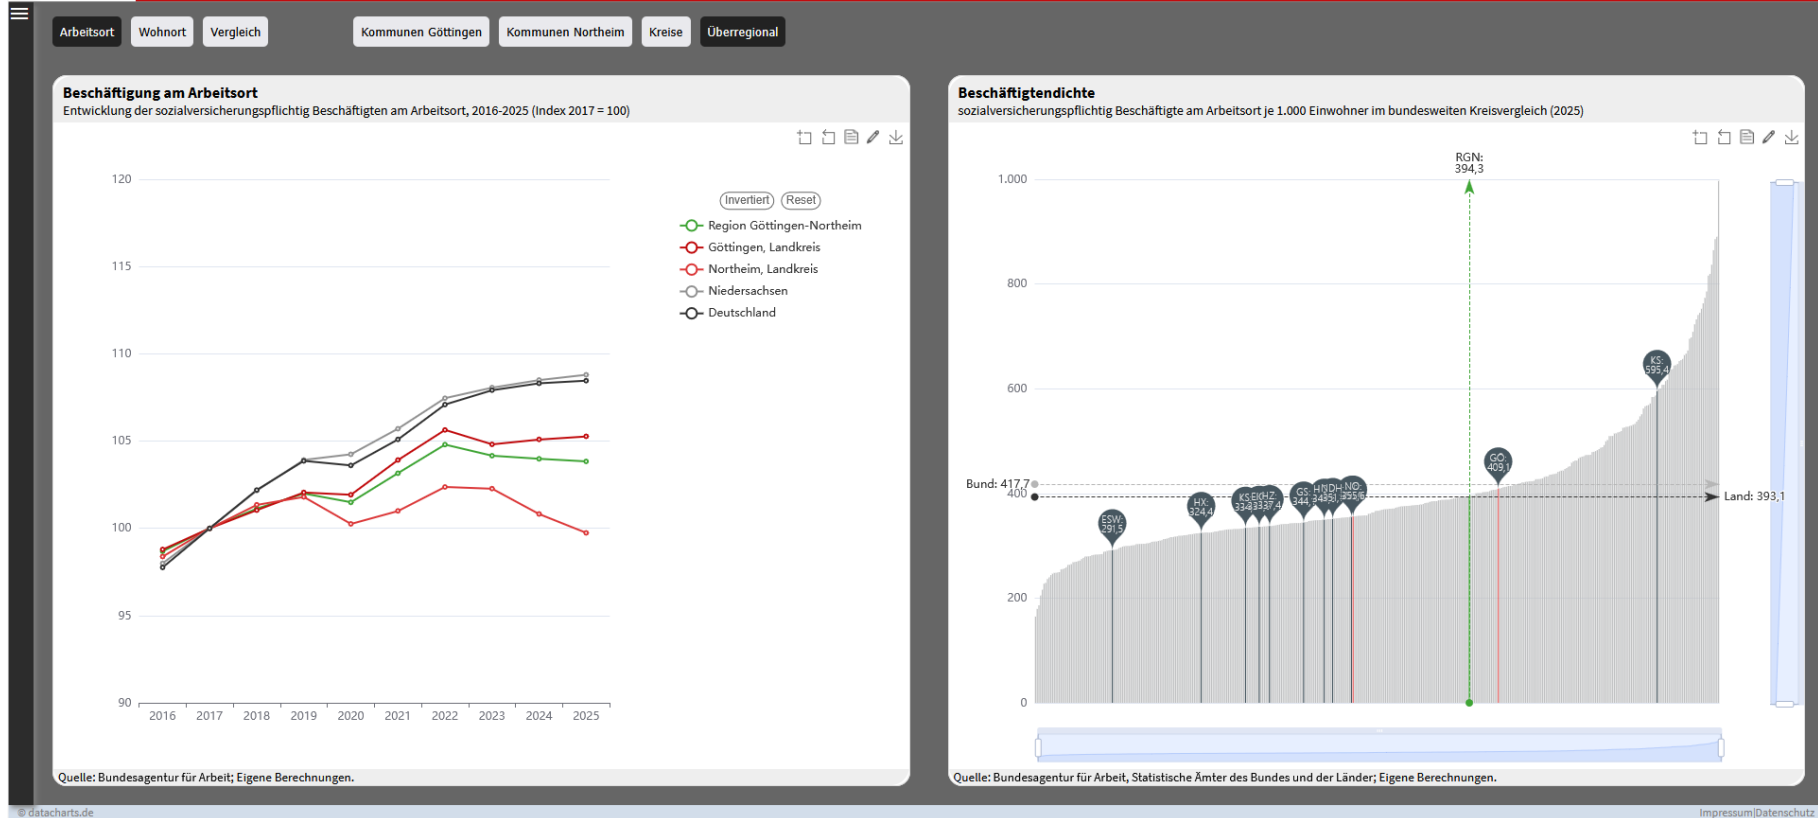 Arbeitsort Wohnort Vergleich Kommunen Göttingen Kommunen Northeim Kreise Überregional
Beschäftigung am Arbeitsort
Entwicklung der sozialversicherungspflichtig Beschäftigten am Arbeitsort, 2016-2025 (Index 2017 = 100)
120
115
110
105
100
95
90
2016 2017 2018 2019 2020 2021 2022 2023 2024 2025
Invertiert Reset
Region Göttingen-Northeim
Göttingen, Landkreis
Northeim, Landkreis
Niedersachsen
Deutschland
Quelle: Bundesagentur für Arbeit; Eigene Berechnungen.
Beschäftigtendichte
sozialversicherungspflichtig Beschäftigte am Arbeitsort je 1.000 Einwohner im bundesweiten Kreisvergleich (2025)
RGN:
394,3
1.000
800
600
400
200
0
Bund: 417,7
Land: 393,1
ESW:
291,5
HX:
324,4
HZ:
GS:
NO:
355,6
GÖ:
409,1
KS:
595,4
Quelle: Bundesagentur für Arbeit, Statistische Ämter des Bundes und der Länder; Eigene Berechnungen.
© datacharts.de
Impressum|Datenschutz